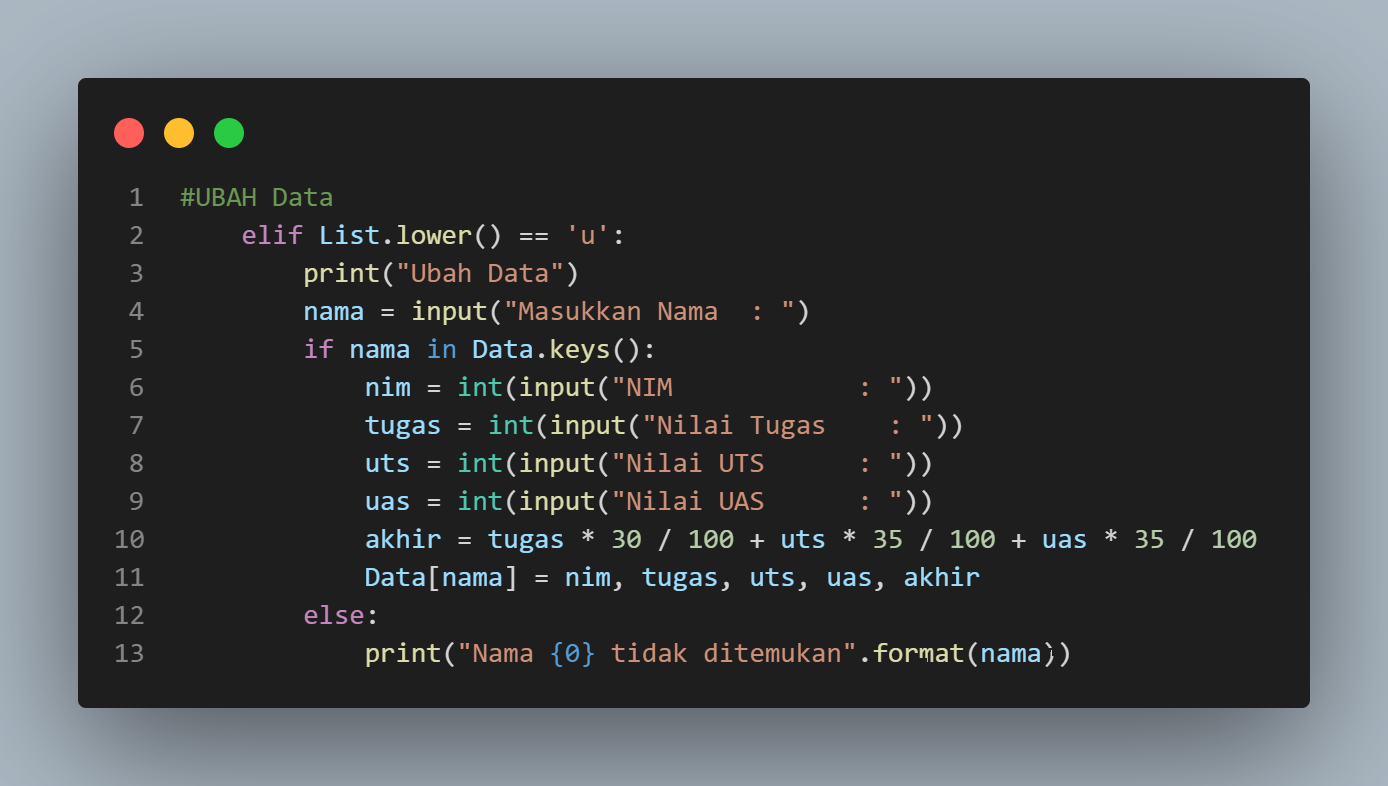 1 #UBAH Data
2     elif List.lower() == 'u':
3         print("Ubah Data")
4         nama = input("Masukkan Nama  : ")
5         if nama in Data.keys():
6             nim = int(input("NIM            : "))
7             tugas = int(input("Nilai Tugas    : "))
8             uts = int(input("Nilai UTS      : "))
9             uas = int(input("Nilai UAS      : "))
10             akhir = tugas * 30 / 100 + uts * 35 / 100 + uas * 35 / 100
11             Data[nama] = nim, tugas, uts, uas, akhir
12         else:
13             print("Nama {0} tidak ditemukan".format(nama))